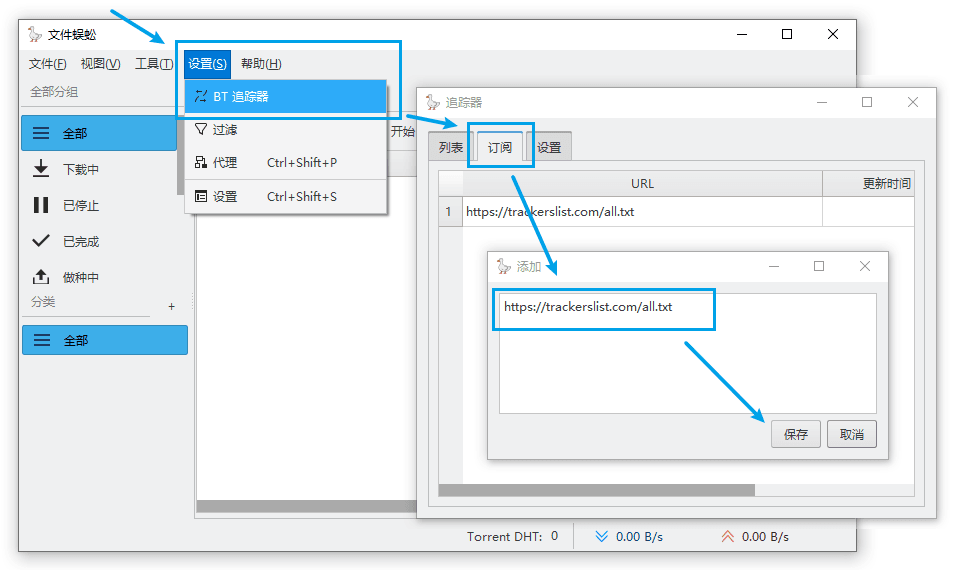 文件蜈蚣
文件(F) 视图(V) 工具(T) 设置(S) 帮助(H)
全部分组
全部
下载中
已停止
已完成
做种中
分类 +
全部
BT 追踪器
过滤
代理 Ctrl+Shift+P
设置 Ctrl+Shift+S
开始
追踪器
列表 订阅 设置
URL 更新时间
1 https://trackerslist.com/all.txt
添加
https://trackerslist.com/all.txt
保存 取消
Torrent DHT: 0 0.00 B/s 0.00 B/s